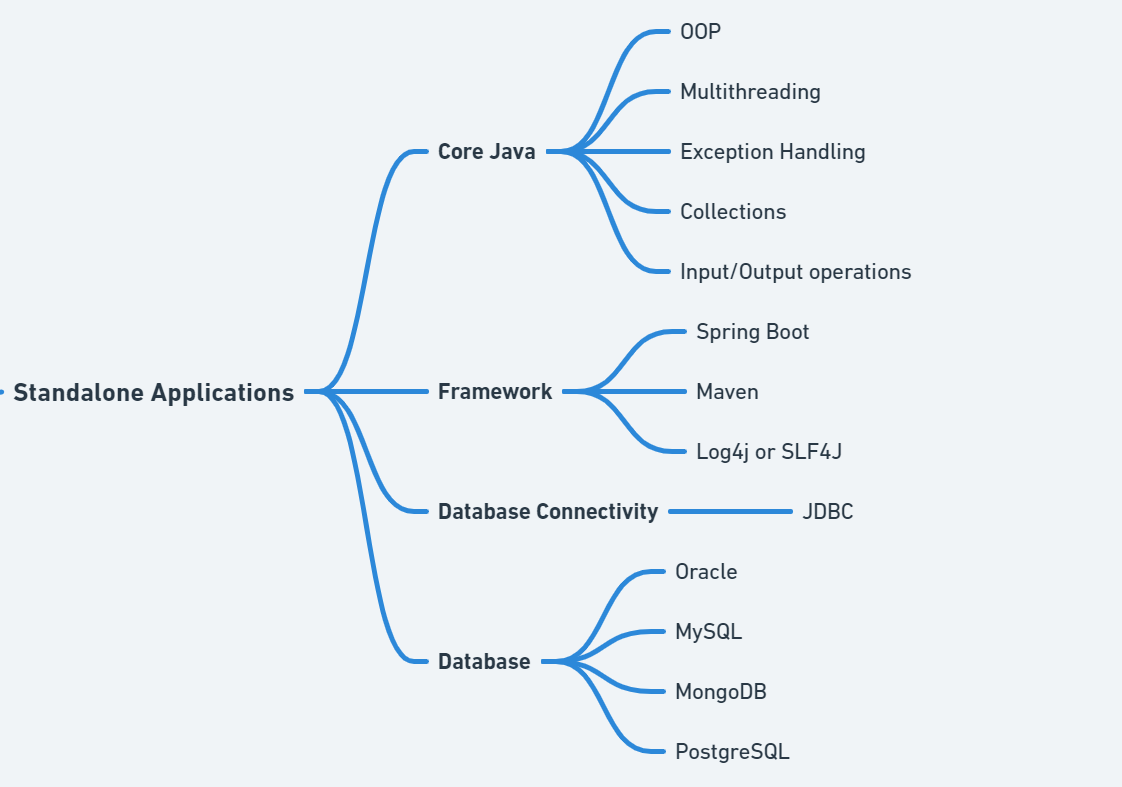 OOP
Multithreading
Core Java
Exception Handling
Collections
Input/Output operations
Spring Boot
Standalone Applications
Framework
Maven
Log4j or SLF4J
Database Connectivity
JDBC
Oracle
MySQL
Database
MongoDB
PostgreSQL